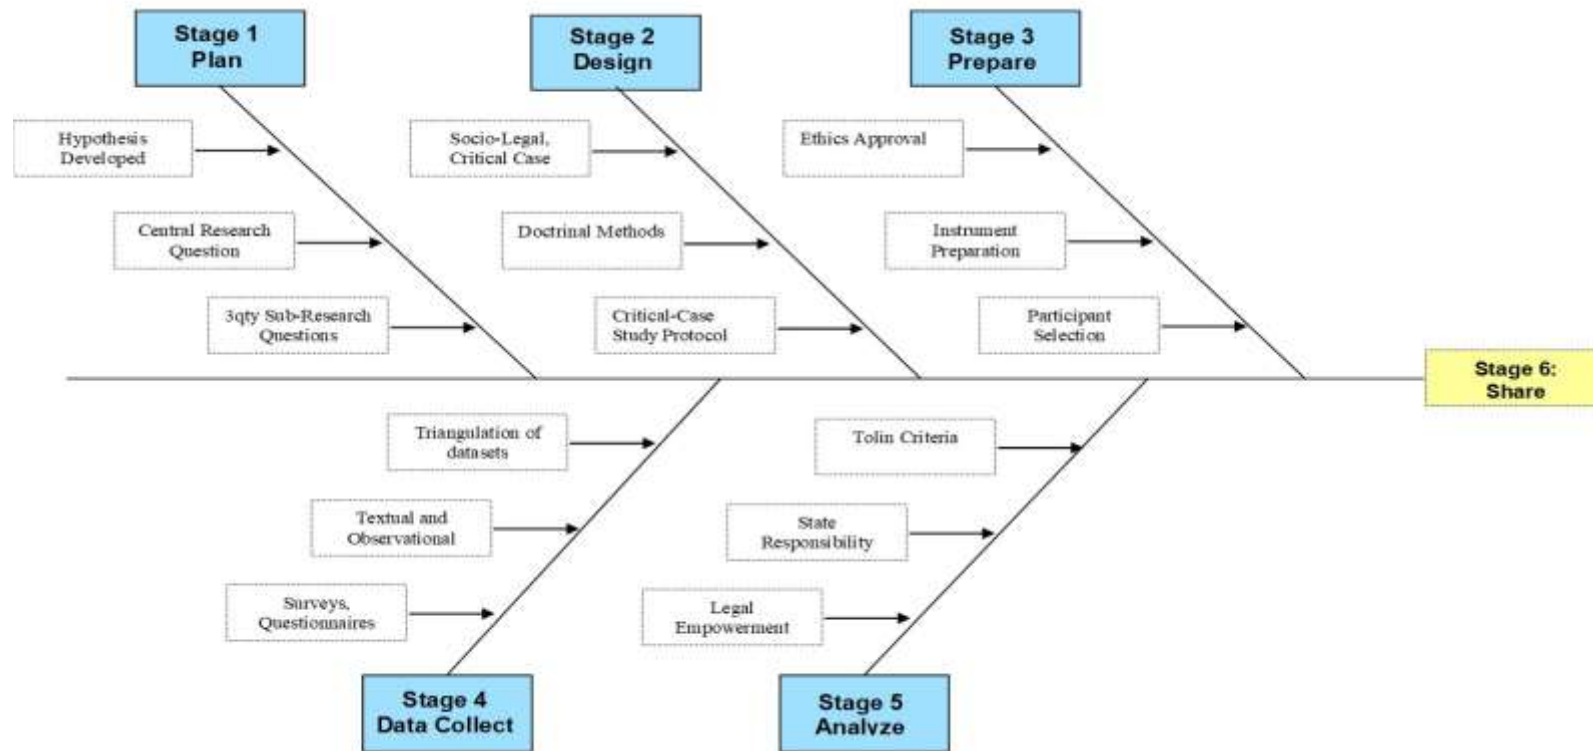 Stage 1
Plan
Stage 2
Design
Stage 3
Prepare
Hypothesis
Developed
Socio-Legal,
Critical Case
Ethics Approval
Central Research
Question
Doctrinal Methods
Instrument
Preparation
3qty Sub-Research
Questions
Critical-Case
Study Protocol
Participant
Selection
Stage 6:
Share
Triangulation of
datasets
Tolin Criteria
Textual and
Observational
State
Responsibility
Surveys,
Questionnaires
Legal
Empowerment
Stage 4
Data Collect
Stage 5
Analyze